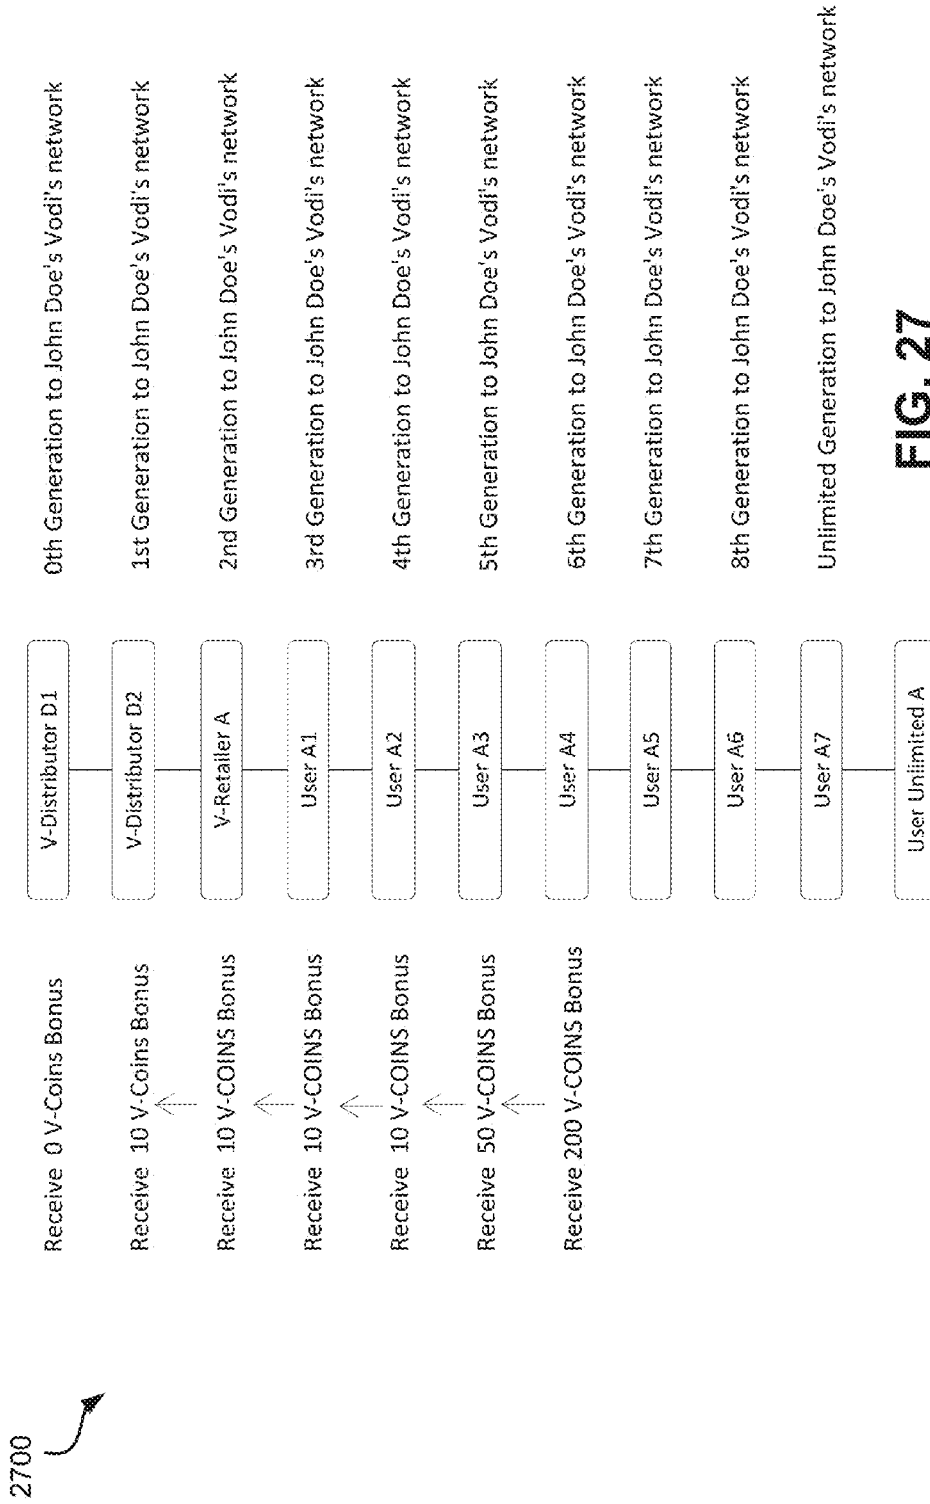 2700
Receive 0 V-Coins Bonus
V-Distributor D1
0th Generation to John Doe's Vodi's network
Receive 10 V-Coins Bonus
V-Distributor D2
1st Generation to John Doe's Vodi's network
Receive 10 V-COINS Bonus
V-Retailer A
2nd Generation to John Doe's Vodi's network
Receive 10 V-COINS Bonus
User A1
3rd Generation to John Doe's Vodi's network
Receive 10 V-COINS Bonus
User A2
4th Generation to John Doe's Vodi's network
Receive 50 V-COINS Bonus
User A3
5th Generation to John Doe's Vodi's network
Receive 200 V-COINS Bonus
User A4
6th Generation to John Doe's Vodi's network
User A5
7th Generation to John Doe's Vodi's network
User A6
8th Generation to John Doe's Vodi's network
User A7
Unlimited Generation to John Doe's Vodi's network
User Unlimited A
FIG. 27